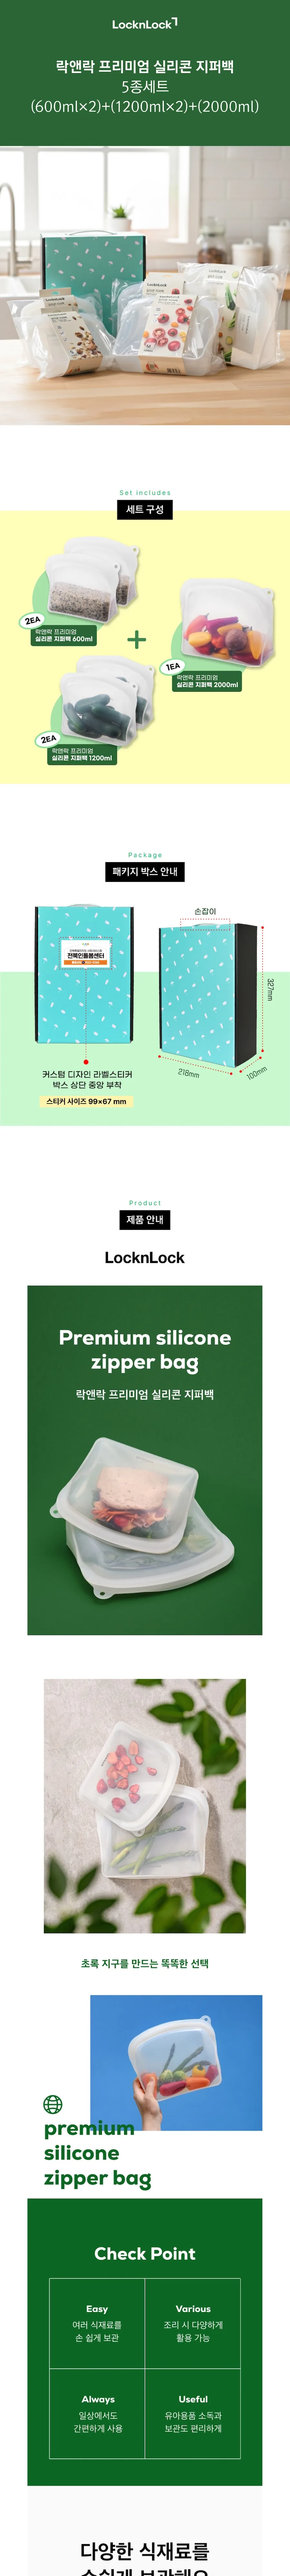 LocknLock
락앤락 프리미엄 실리콘 지퍼백
5종세트
(600ml×2)+(1200ml×2)+(2000ml)
LocknLock
LocknLock
LocknLock
Set includes
세트 구성
2EA
락앤락 프리미엄
실리콘 지퍼백 600ml
1EA
락앤락 프리미엄
실리콘 지퍼백 2000ml
2EA
락앤락 프리미엄
실리콘 지퍼백 1200ml
Package
패키지 박스 안내
손잡이
전북인돌봄센터
327mm
218mm
100mm
커스텀 디자인 라벨스티커
박스 상단 중앙 부착
스티커 사이즈 99×67 mm
Product
제품 안내
LocknLock
Premium silicone
zipper bag
락앤락 프리미엄 실리콘 지퍼백
초록 지구를 만드는 똑똑한 선택
premium
silicone
zipper bag
Check Point
Easy
여러 식재료를
손 쉽게 보관
Various
조리 시 다양하게
활용 가능
Always
일상에서도
간편하게 사용
Useful
유아용품 소독과
보관도 편리하게
다양한 식재료를